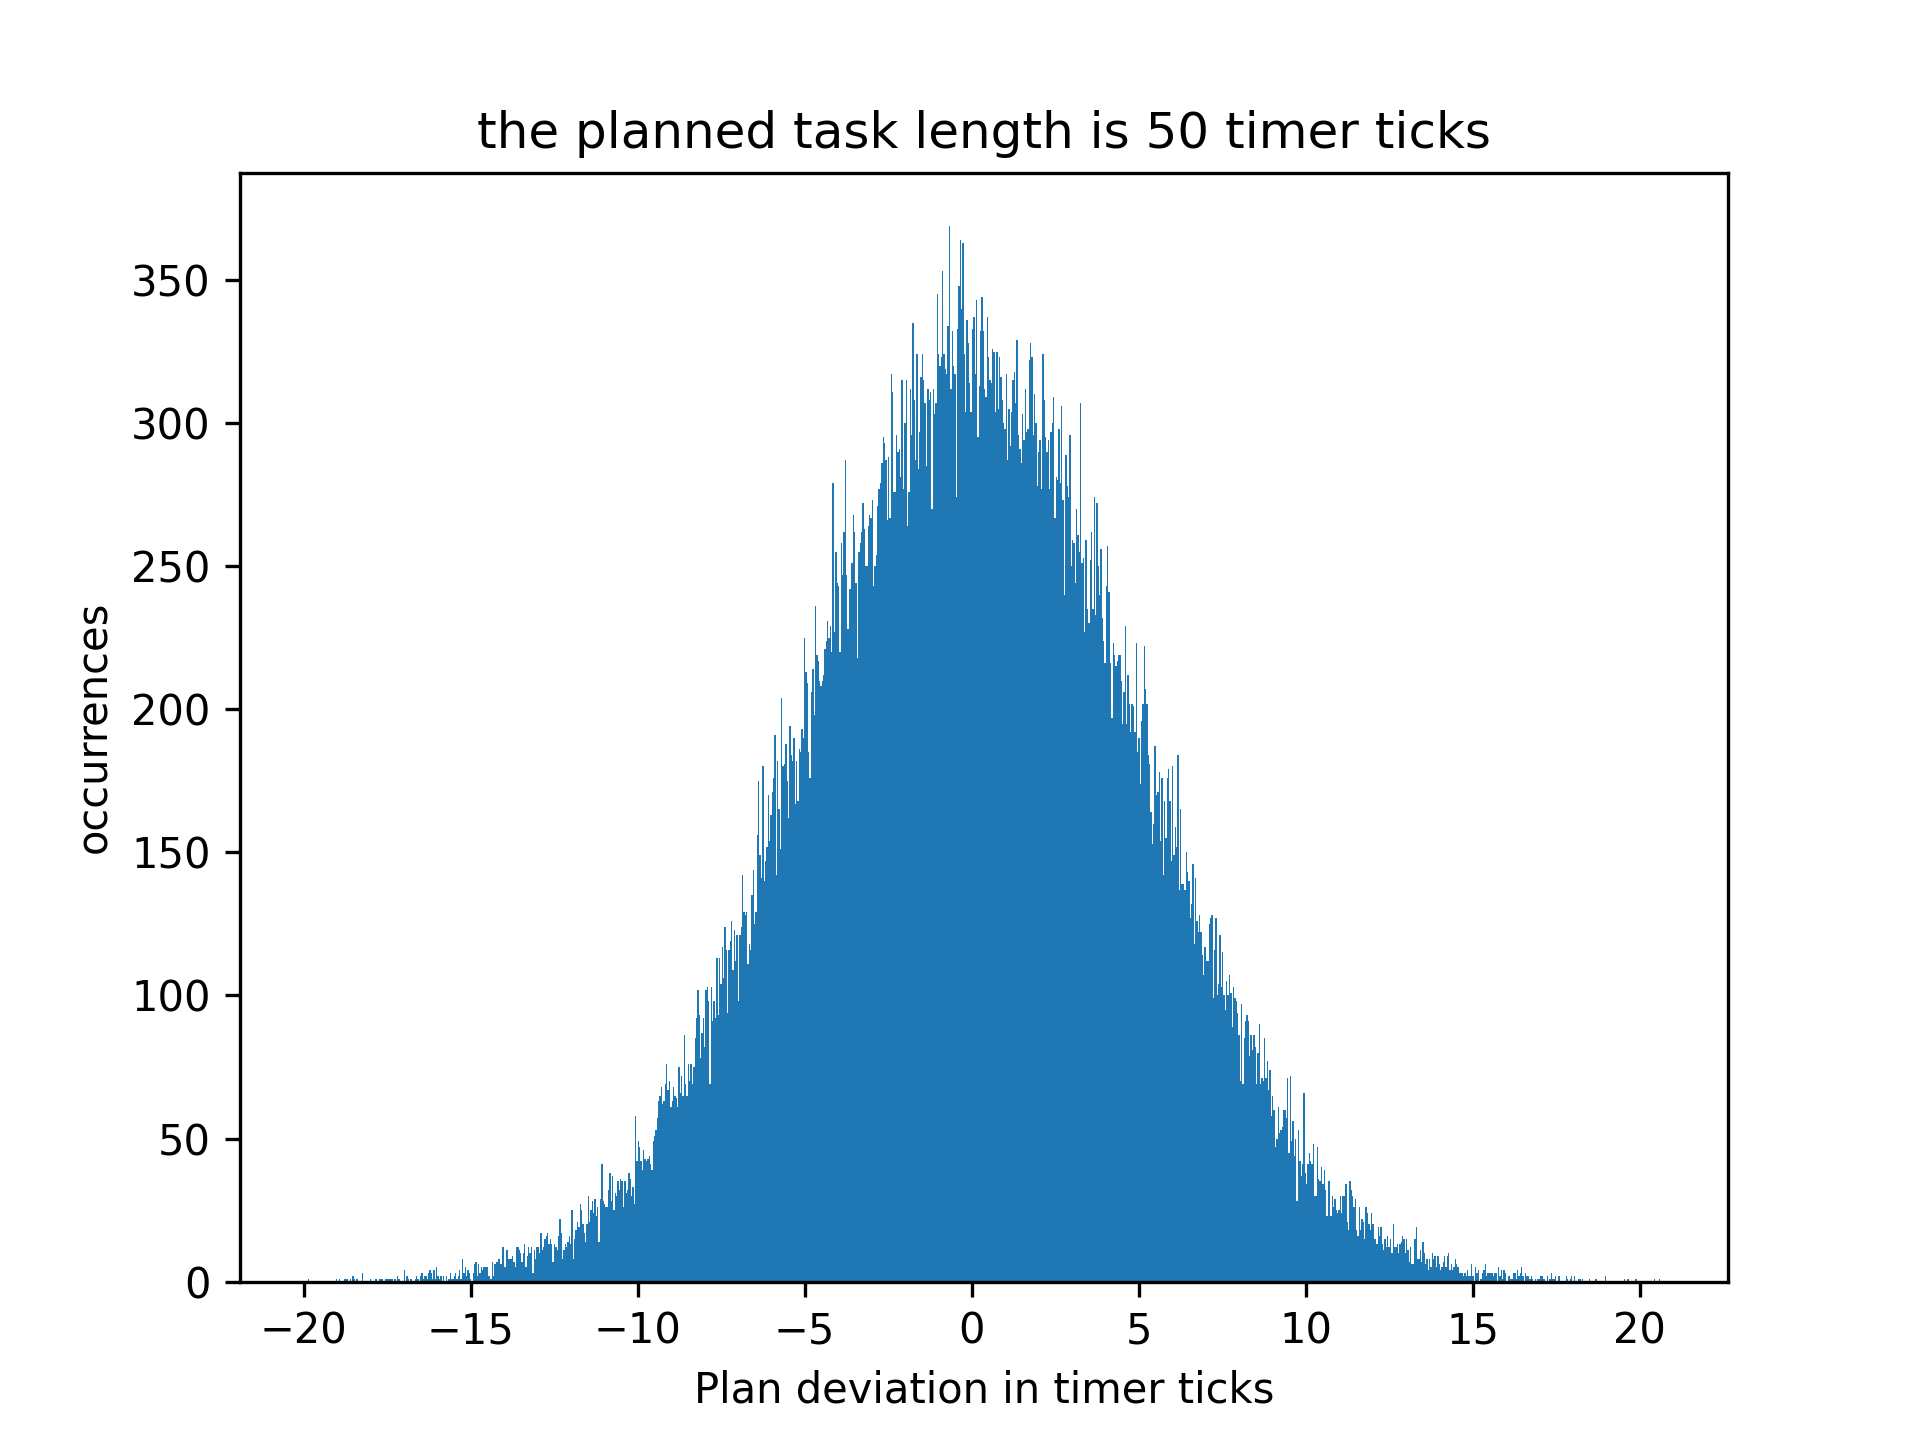 the planned task length is 50 timer ticks
occurrences
350
300
250
200
150
100
50
0
−20 −15 −10 −5 0 5 10 15 20
Plan deviation in timer ticks